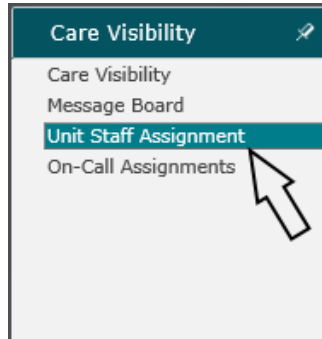 Care Visibility
Care Visibility
Message Board
Unit Staff Assignment
On-Call Assignments